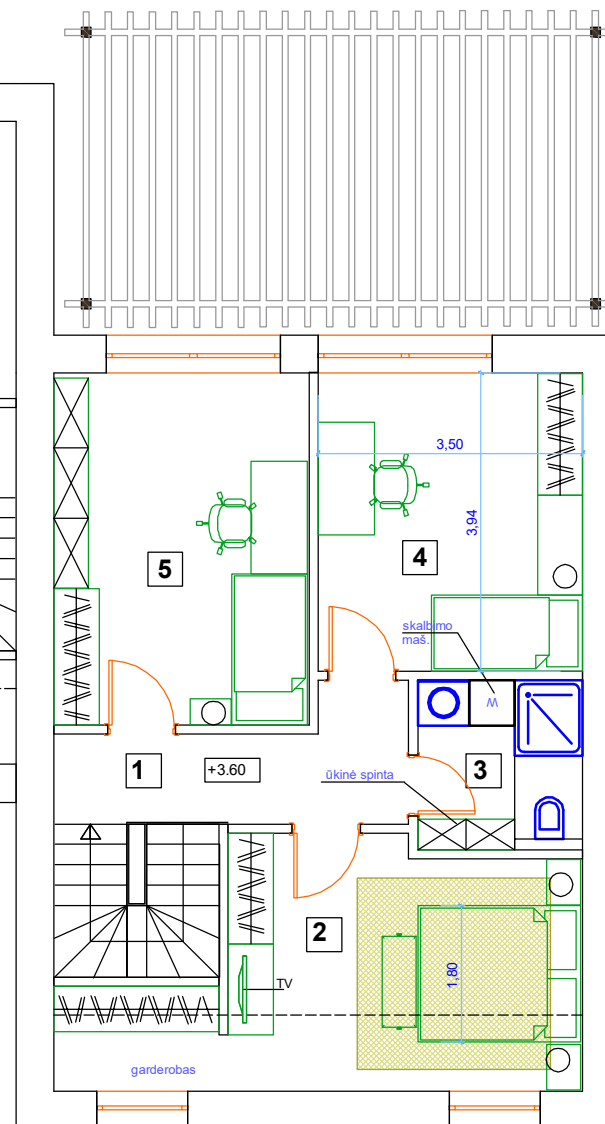 3,50
3,94
5
4
skalbimo
maš.
W
1
+3.60
ūkinė spinta
3
2
TV
1,80
garderobas